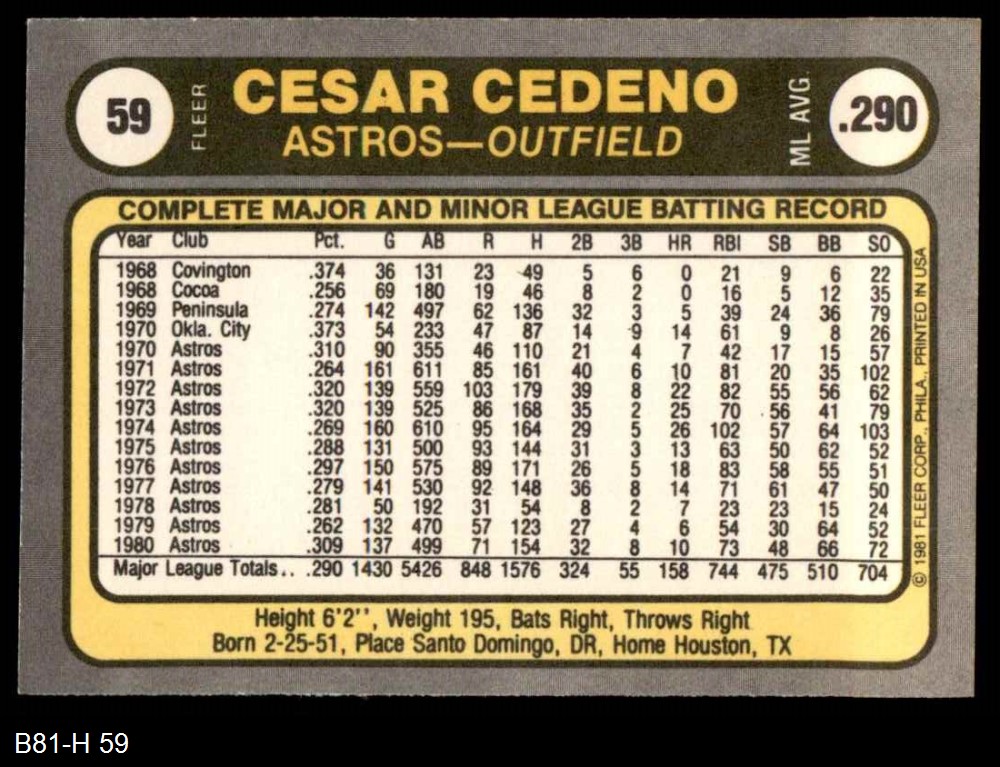 59 FLEER CESAR CEDENO ML AVG .290
ASTROS—OUTFIELD
COMPLETE MAJOR AND MINOR LEAGUE BATTING RECORD
Year Club Pct. G AB R H 2B 3B HR RBI SB BB SO
1968 Covington .374 36 131 23 49 5 6 0 21 9 6 22
1968 Cocoa .256 69 180 19 46 8 2 0 16 5 12 35
1969 Peninsula .274 142 497 62 136 32 3 5 39 24 36 79
1970 Okla. City .373 54 233 47 87 14 9 14 61 9 8 26
1970 Astros .310 90 355 46 110 21 4 7 42 17 15 57
1971 Astros .264 161 611 85 161 40 6 10 81 20 35 102
1972 Astros .320 139 559 103 179 39 8 22 82 55 56 62
1973 Astros .320 139 525 86 168 35 2 25 70 56 41 79
1974 Astros .269 160 610 95 164 29 5 26 102 57 64 103
1975 Astros .288 131 500 93 144 31 3 13 63 50 62 52
1976 Astros .297 150 575 89 171 26 5 18 83 58 55 51
1977 Astros .279 141 530 92 148 36 8 14 71 61 47 50
1978 Astros .281 50 192 31 54 8 2 7 23 23 15 24
1979 Astros .262 132 470 57 123 27 4 6 54 30 64 52
1980 Astros .309 137 499 71 154 32 8 10 73 48 66 72
Major League Totals.. .290 1430 5426 848 1576 324 55 158 744 475 510 704
© 1981 FLEER CORP., PHILA., PRINTED IN USA
Height 6'2'', Weight 195, Bats Right, Throws Right
Born 2-25-51, Place Santo Domingo, DR, Home Houston, TX
B81-H 59